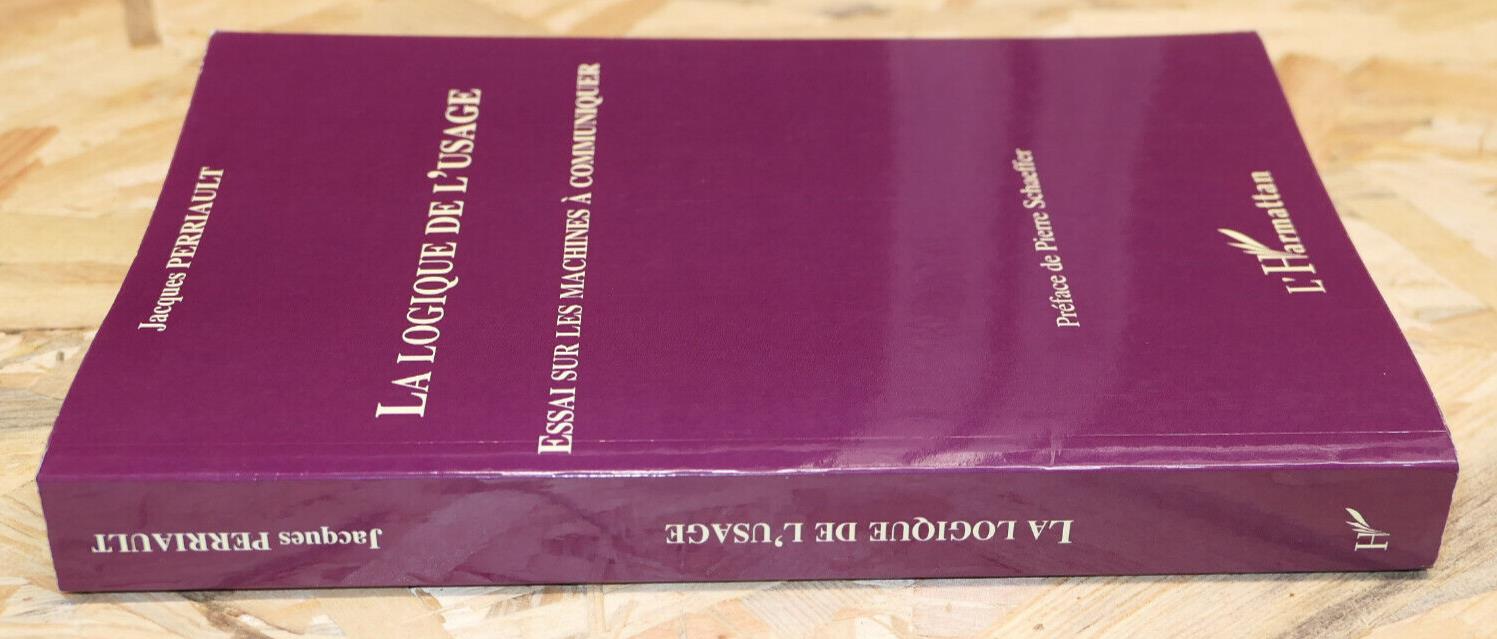 Jacques PERRIAULT
LA LOGIQUE DE L'USAGE
ESSAI SUR LES MACHINES À COMMUNIQUER
Préface de Pierre Schaeffer
L'Harmattan
Jacques PERRIAULT
LA LOGIQUE DE L'USAGE
H